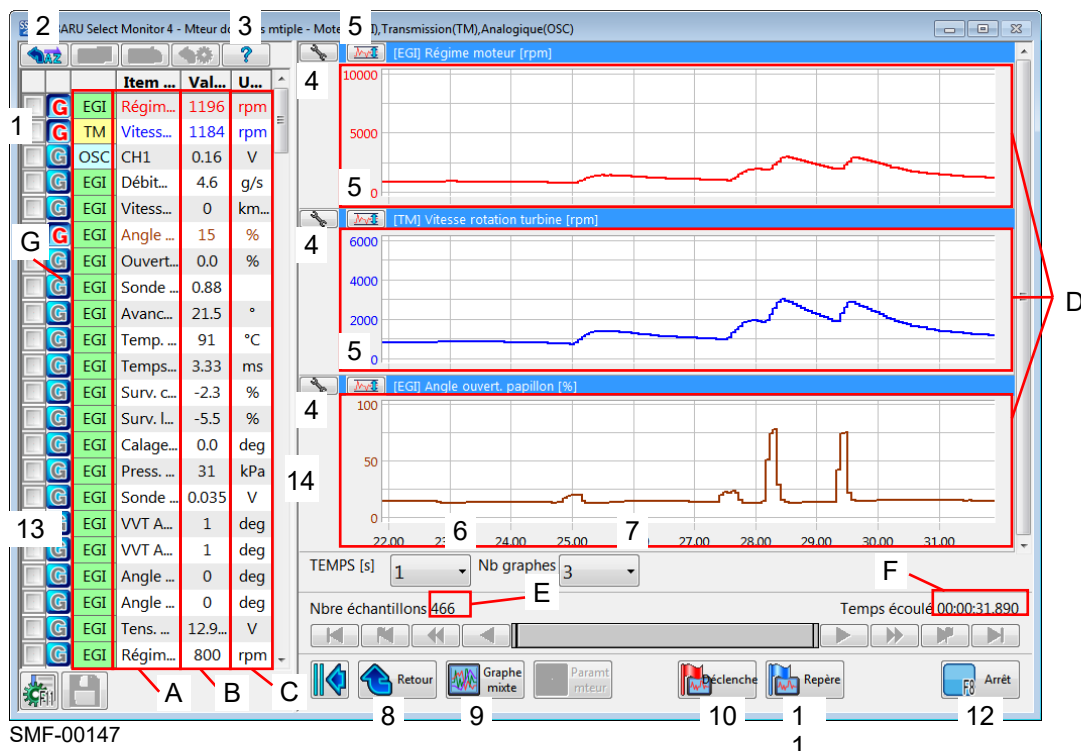 BARU Select Monitor 4 - Mteur do s mtiple - Mote I),Transmission(TM),Analogique(OSC)
2
3
5
AZ
?
Item ... Val... U...
G EGI Régim... 1196 rpm
1
G TM Vitess... 1184 rpm
G OSC CH1 0.16 V
G EGI Débit... 4.6 g/s
G EGI Vitess... 0 km...
G EGI Angle ... 15 %
G
G EGI Ouvert... 0.0 %
G EGI Sonde ... 0.88
G EGI Avanc... 21.5 °
G EGI Temp. ... 91 °C
G EGI Temps... 3.33 ms
G EGI Surv. c... -2.3 %
G EGI Surv. l... -5.5 %
G EGI Calage... 0.0 deg
G EGI Press. ... 31 kPa
G EGI Sonde ... 0.035 V
13
EGI VVT A... 1 deg
G EGI VVT A... 1 deg
G EGI Angle ... 0 deg
G EGI Angle ... 0 deg
G EGI Tens. ... 12.9... V
G EGI Régim... 800 rpm
A
B
C
F11
[EGI] Régime moteur [rpm]
4
10000
5000
5
0
[TM] Vitesse rotation turbine [rpm]
4
6000
4000
2000
5
0
D
[EGI] Angle ouvert. papillon [%]
4
100
50
0
14
22.00 24.00 25.00 27.00 28.00 29.00 30.00 31.00
6
7
TEMPS [s] 1 Nb graphes 3
F
E
Nbre échantillons 466
Temps écoulé 00:00:31.890
Retour
Graphe mixte
Paramt mteur
Déclenche
Repère
F8 Arrêt
8
9
10
1
1
12
SMF-00147